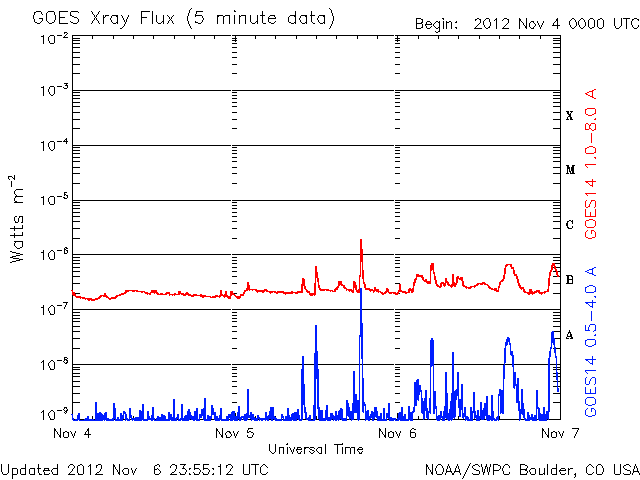 GOES Xray Flux (5 minute data)
Begin: 2012 Nov 4 0000 UTC
10-2
10-3
10-4
10-5
10-6
10-7
10-8
10-9
Watts m-2
X
M
C
B
A
GOES14 1.0-8.0 A
GOES14 0.5-4.0 A
Nov 4
Nov 5
Nov 6
Nov 7
Universal Time
Updated 2012 Nov 6 23:55:12 UTC
NOAA/SWPC Boulder, CO USA